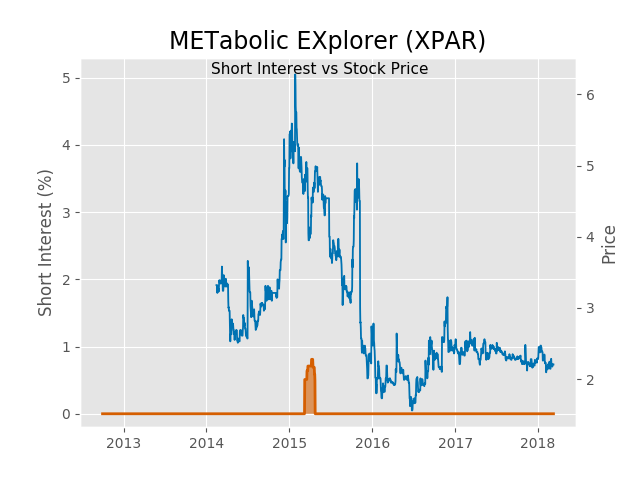 METabolic EXplorer (XPAR)
Short Interest vs Stock Price
Short Interest (%)
Price
5
4
3
2
1
0
6
5
4
3
2
2013 2014 2015 2016 2017 2018